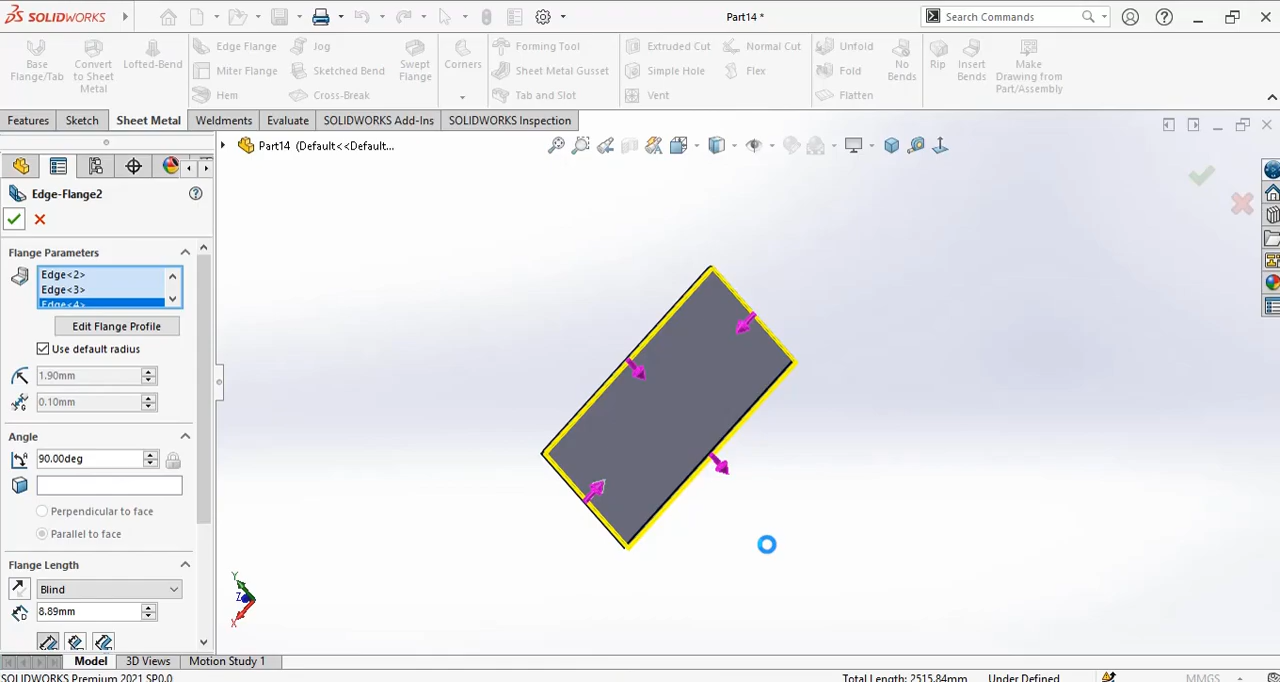 SOLIDWORKS
Part14 *
Search Commands
Base Flange/Tab
Convert to Sheet Metal
Lofted-Bend
Edge Flange
Miter Flange
Hem
Jog
Sketched Bend
Cross-Break
Swept Flange
Corners
Forming Tool
Sheet Metal Gusset
Tab and Slot
Extruded Cut
Simple Hole
Vent
Normal Cut
Flex
Unfold
Fold
Flatten
No Bends
Rip
Insert Bends
Make Drawing from Part/Assembly
Features
Sketch
Sheet Metal
Weldments
Evaluate
SOLIDWORKS Add-Ins
SOLIDWORKS Inspection
Part14 (Default<<Default...
Edge-Flange2
Flange Parameters
Edge<2>
Edge<3>
Edge<4>
Edit Flange Profile
Use default radius
1.90mm
0.10mm
Angle
90.00deg
Perpendicular to face
Parallel to face
Flange Length
Blind
8.89mm
Y
Z
X
Model
3D Views
Motion Study 1
SOLIDWORKS Premium 2021 SP0.0
Total Length: 2515.84mm
Under Defined
MMGS